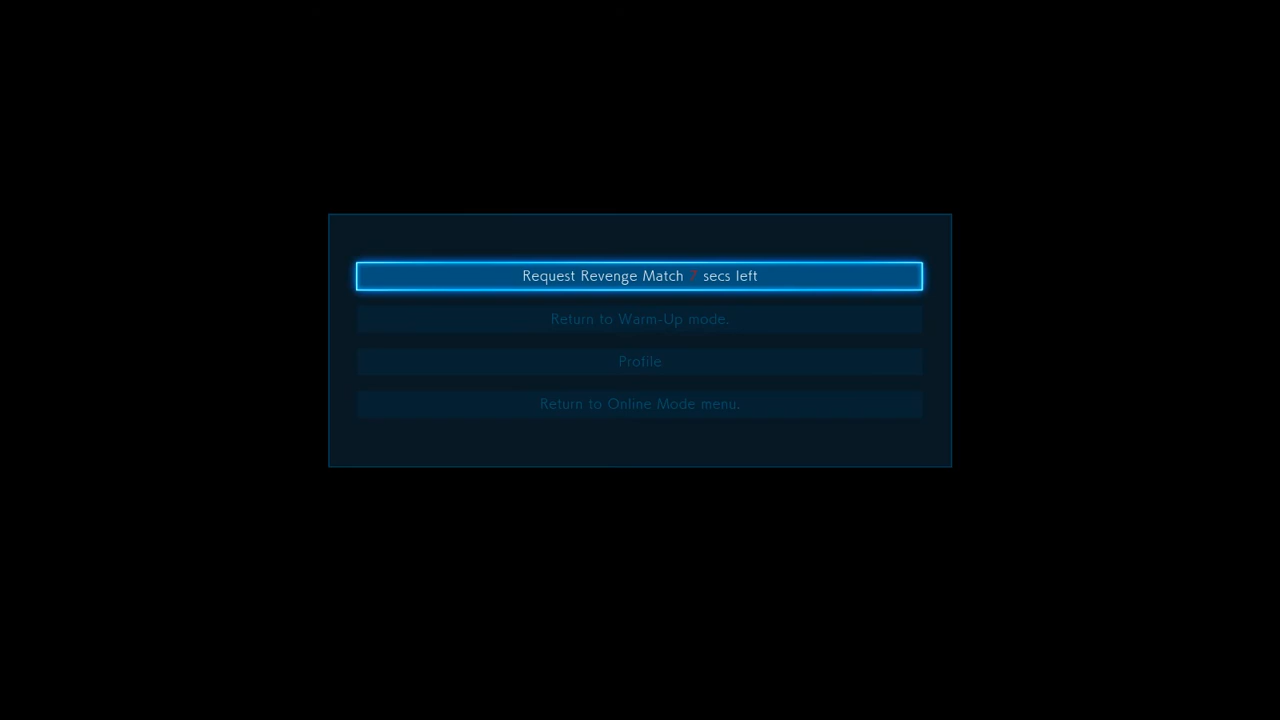 Request Revenge Match 7 secs left
Return to Warm-Up mode.
Profile
Return to Online Mode menu.